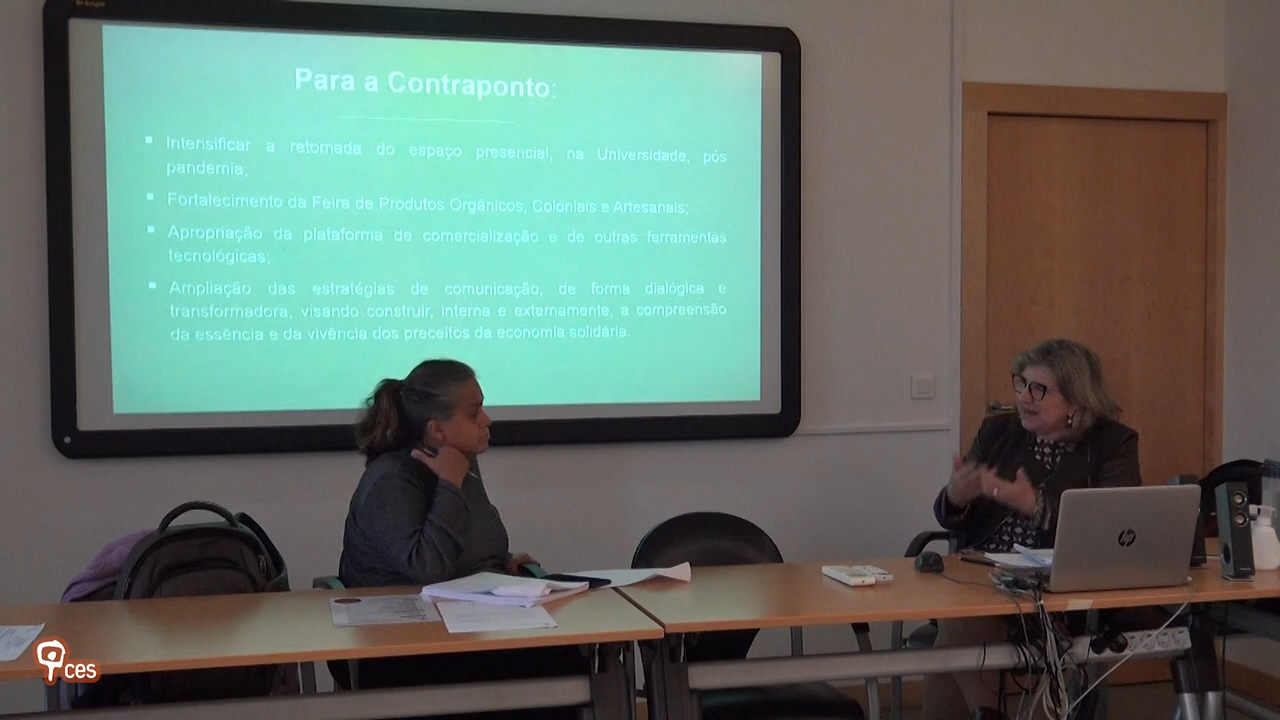 Para a Contraponto:
Intensificar a retomada do espaço presencial, na Universidade, pós
pandemia;
Fortalecimento da Feira de Produtos Orgânicos, Coloniais e Artesanais;
Apropriação da plataforma de comercialização e de outras ferramentas
tecnológicas;
Ampliação das estratégias de comunicação, de forma dialógica e
transformadora, visando construir, interna e externamente, a compreensão
da essência e da vivência dos preceitos da economia solidária.
hp
ces